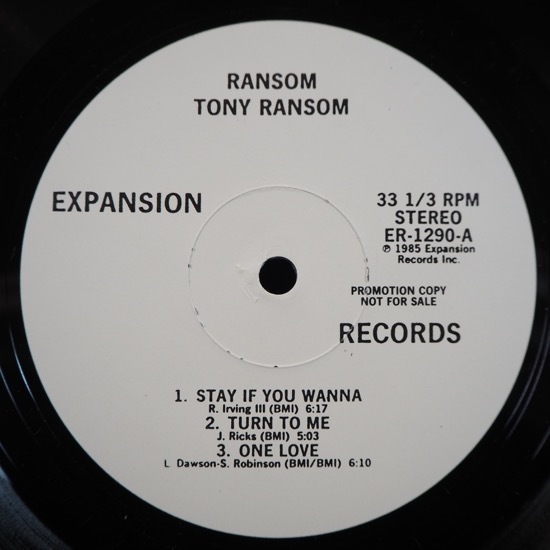 RANSOM
TONY RANSOM
EXPANSION
33 1/3 RPM
STEREO
ER-1290-A
℗ 1985 Expansion
Records Inc.
PROMOTION COPY
NOT FOR SALE
RECORDS
1. STAY IF YOU WANNA
R. Irving III (BMI) 6:17
2. TURN TO ME
J. Ricks (BMI) 5:03
3. ONE LOVE
L Dawson-S. Robinson (BMI/BMI) 6:10